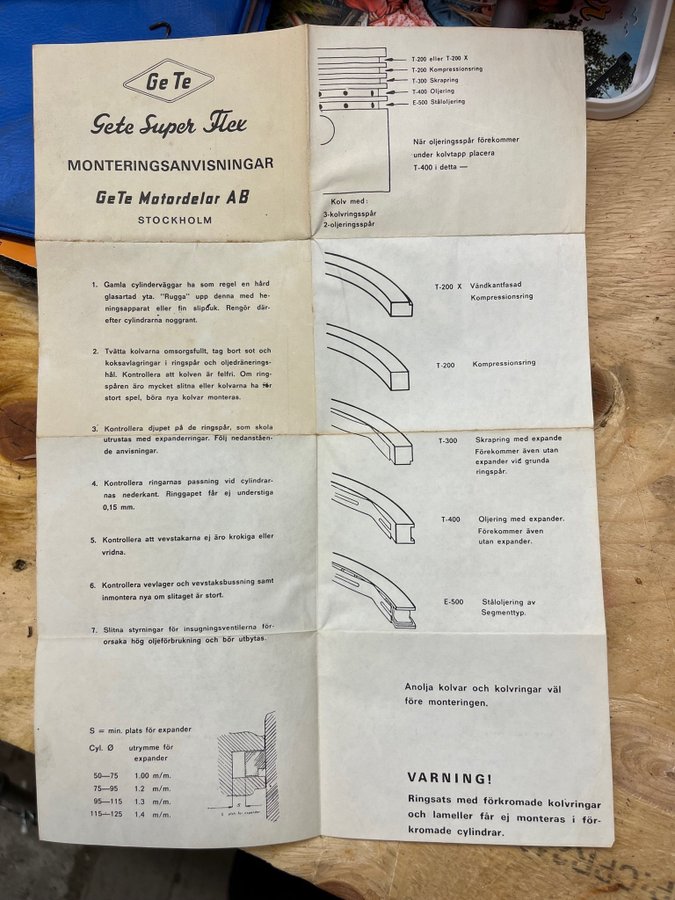 GeTe
Gete Super Flex
MONTERINGSANVISNINGAR
GeTe Motordelar AB
STOCKHOLM
1. Gamla cylinderväggar ha som regel en hård
glasartad yta. "Rugga" upp denna med he-
ningsapparat eller fin slipduk. Rengör där-
efter cylindrarna noggrant.
2. Tvätta kolvarna omsorgsfullt, tag bort sot och
koksavlagringar i ringspår och oljedränerings-
hål. Kontrollera att kolven är felfri. Om ring-
spåren äro mycket slitna eller kolvarna ha för
stort spel, böra nya kolvar monteras.
3. Kontrollera djupet på de ringspår, som skola
utrustas med expanderringar. Följ nedanståen-
de anvisningar.
4. Kontrollera ringarnas passning vid cylindrar-
nas nederkant. Ringgapet får ej understiga
0,15 mm.
5. Kontrollera att vevstakarna ej äro krokiga eller
vridna.
6. Kontrollera vevlager och vevstaksbussning samt
inmontera nya om slitaget är stort.
7. Slitna styrningar för insugningsventilerna för-
orsaka hög oljeförbrukning och bör utbytas.
S = min. plats för expander
Cyl. Ø utrymme för
expander
50—75 1.00 m/m.
75—95 1.2 m/m.
95—115 1.3 m/m.
115—125 1.4 m/m.
S
S plats för expander
T-200 eller T-200 X
T-200 Kompressionsring
T-300 Skrapring
T-400 Oljering
E-500 Ståloljering
När oljeringsspår förekommer
under kolvtapp placera
T-400 i detta —
Kolv med:
3-kolvringsspår
2-oljeringsspår
T-200 X Vändkantfasad
Kompressionsring
T-200 Kompressionsring
T-300 Skrapring med expande
Förekommer även utan
expander vid grunda
ringspår.
T-400 Oljering med expander.
Förekommer även
utan expander.
E-500 Ståloljering av
Segmenttyp.
Anolja kolvar och kolvringar väl
före monteringen.
VARNING!
Ringsats med förkromade kolvringar
och lameller får ej monteras i för-
kromade cylindrar.